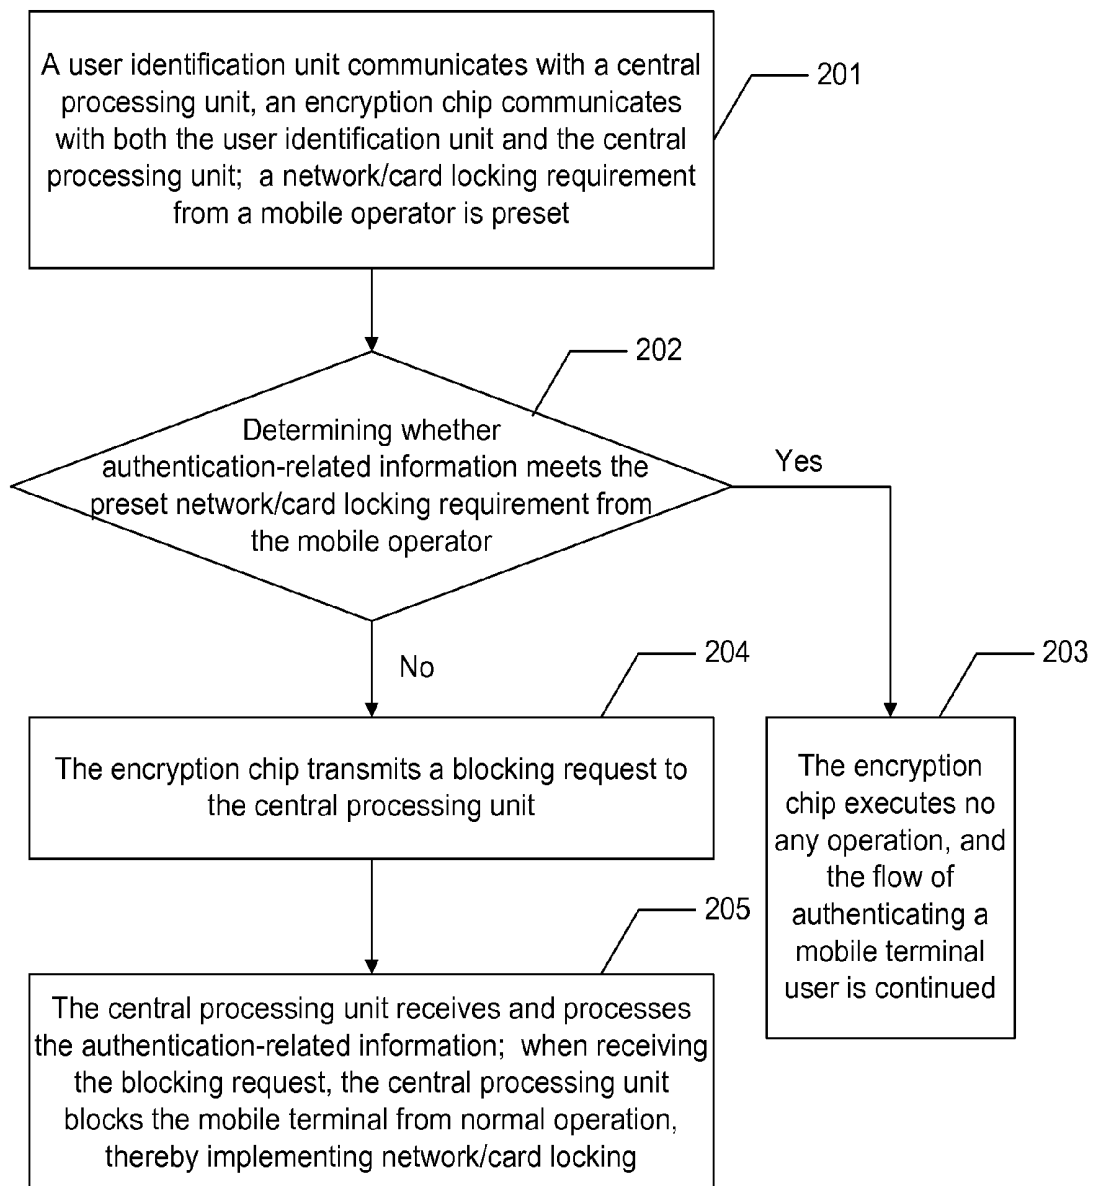 A user identification unit communicates with a central
processing unit, an encryption chip communicates
with both the user identification unit and the central
processing unit; a network/card locking requirement
from a mobile operator is preset
201
202
Determining whether
authentication-related information meets the
preset network/card locking requirement from
the mobile operator
Yes
No
204
203
The encryption chip transmits a blocking request to
the central processing unit
The encryption
chip executes no
any operation, and
the flow of
authenticating a
mobile terminal
user is continued
205
The central processing unit receives and processes
the authentication-related information; when receiving
the blocking request, the central processing unit
blocks the mobile terminal from normal operation,
thereby implementing network/card locking